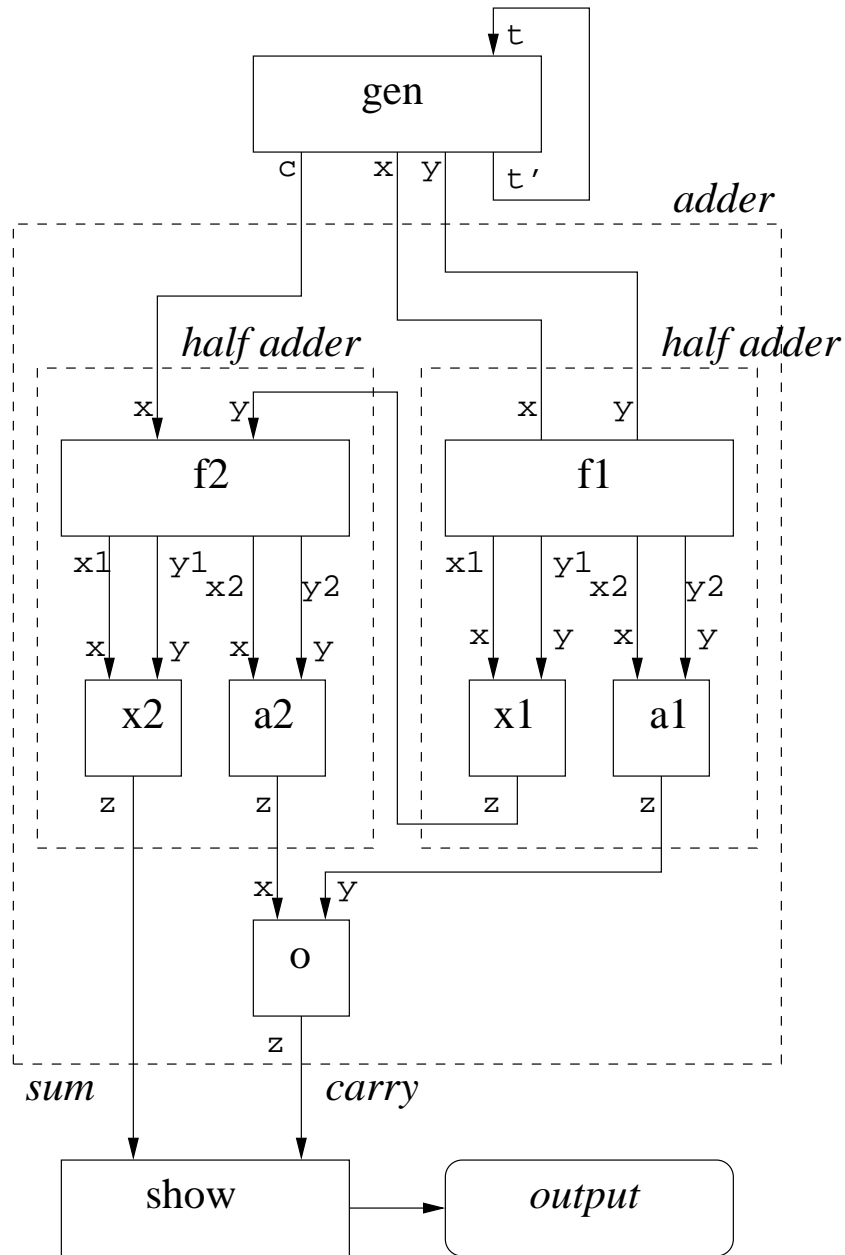 t
gen
c x y t'
adder
half adder half adder
x y x y
f2 f1
x1 y1 x2 y2 x1 y1 x2 y2
x y x y x y x y
x2 a2 x1 a1
z z z z
x y
o
z
sum carry
show output